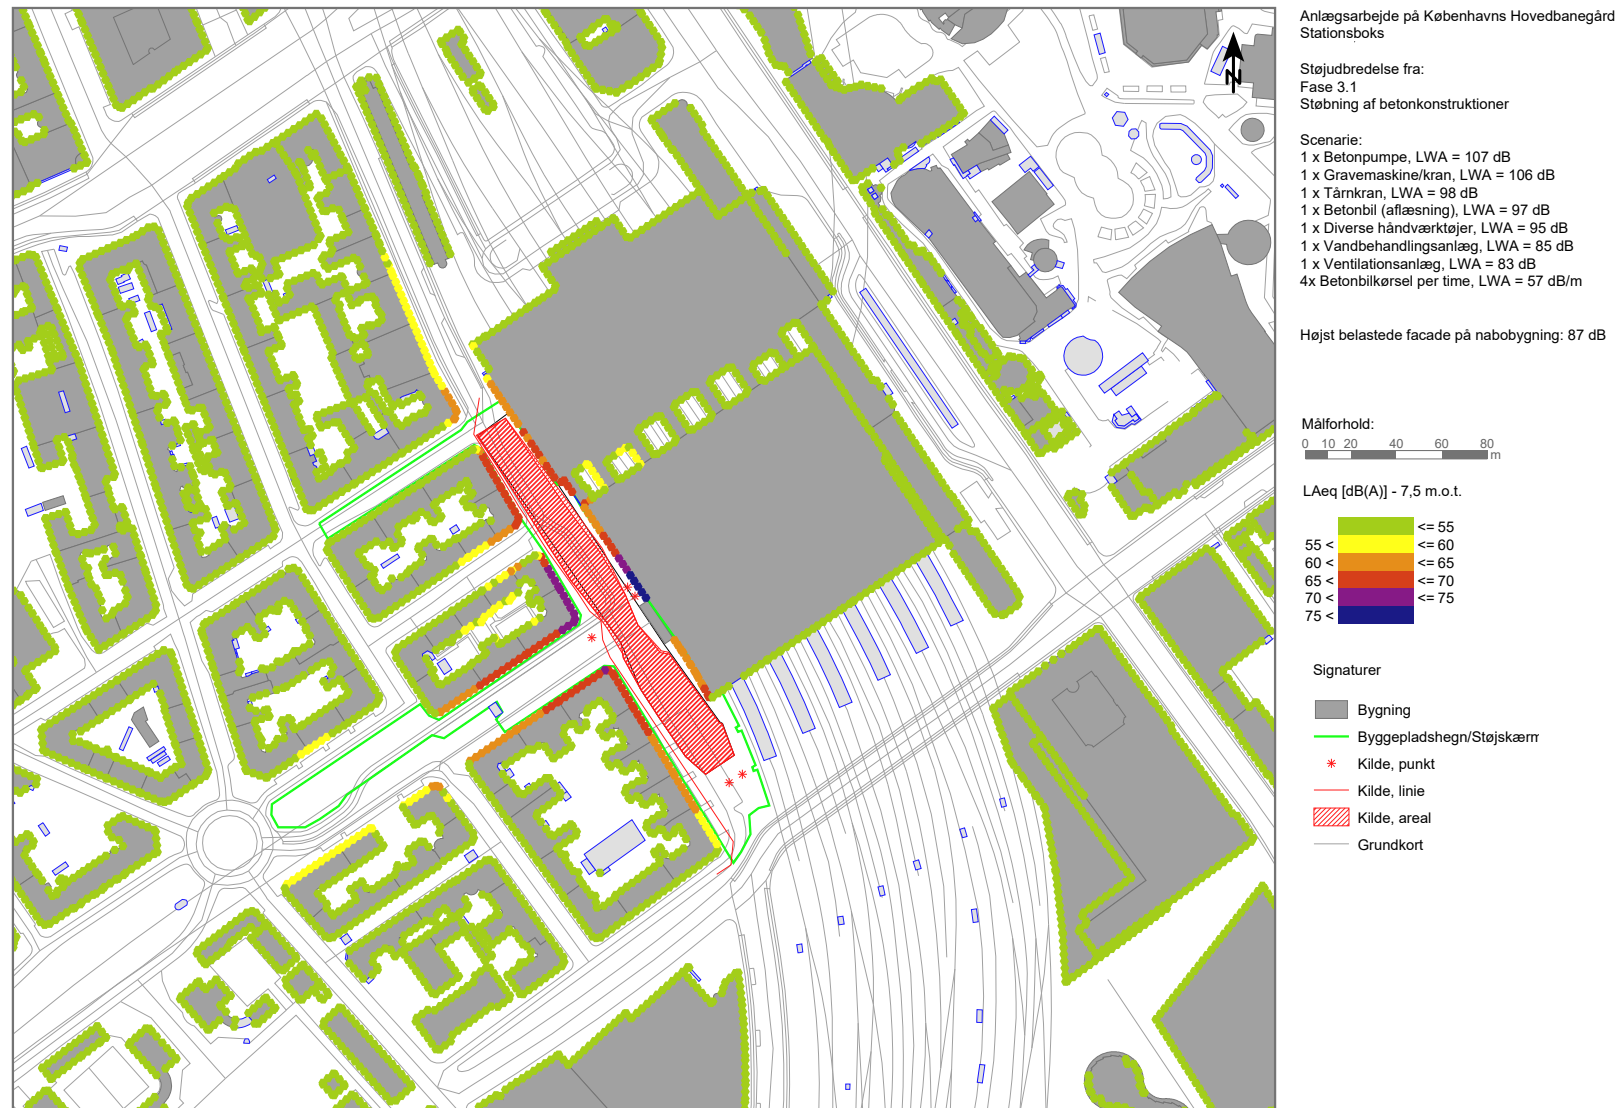 Anlægsarbejde på Københavns Hovedbanegård
Stationsboks
Støjudbredelse fra:
Fase 3.1
Støbning af betonkonstruktioner
Scenarie:
1 x Betonpumpe, LWA = 107 dB
1 x Gravemaskine/kran, LWA = 106 dB
1 x Tårnkran, LWA = 98 dB
1 x Betonbil (aflæsning), LWA = 97 dB
1 x Diverse håndværktøjer, LWA = 95 dB
1 x Vandbehandlingsanlæg, LWA = 85 dB
1 x Ventilationsanlæg, LWA = 83 dB
4x Betonbilkørsel per time, LWA = 57 dB/m
Højst belastede facade på nabobygning: 87 dB
Målforhold:
0 10 20 40 60 80
m
LAeq [dB(A)] - 7,5 m.o.t.
<= 55
55 < <= 60
60 < <= 65
65 < <= 70
70 < <= 75
75 <
Signaturer
Bygning
Byggepladshegn/Støjskærm
Kilde, punkt
Kilde, linie
Kilde, areal
Grundkort
N